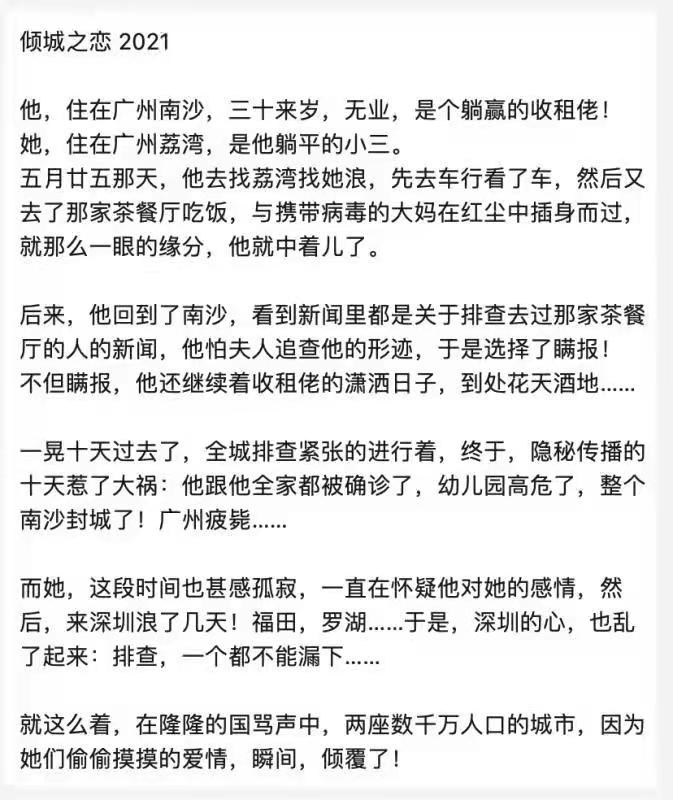 倾城之恋 2021
他，住在广州南沙，三十来岁，无业，是个躺赢的收租佬！
她，住在广州荔湾，是他躺平的小三。
五月廿五那天，他去找荔湾找她浪，先去车行看了车，然后又
去了那家茶餐厅吃饭，与携带病毒的大妈在红尘中插身而过，
就那么一眼的缘分，他就中着儿了。
后来，他回到了南沙，看到新闻里都是关于排查去过那家茶餐
厅的人的新闻，他怕夫人追查他的形迹，于是选择了瞒报！
不但瞒报，他还继续着收租佬的潇洒日子，到处花天酒地……
一晃十天过去了，全城排查紧张的进行着，终于，隐秘传播的
十天惹了大祸：他跟他全家都被确诊了，幼儿园高危了，整个
南沙封城了！广州疲毙……
而她，这段时间也甚感孤寂，一直在怀疑他对她的感情，然
后，来深圳浪了几天！福田，罗湖……于是，深圳的心，也乱
了起来：排查，一个都不能漏下……
就这么着，在隆隆的国骂声中，两座数千万人口的城市，因为
她们偷偷摸摸的爱情，瞬间，倾覆了！